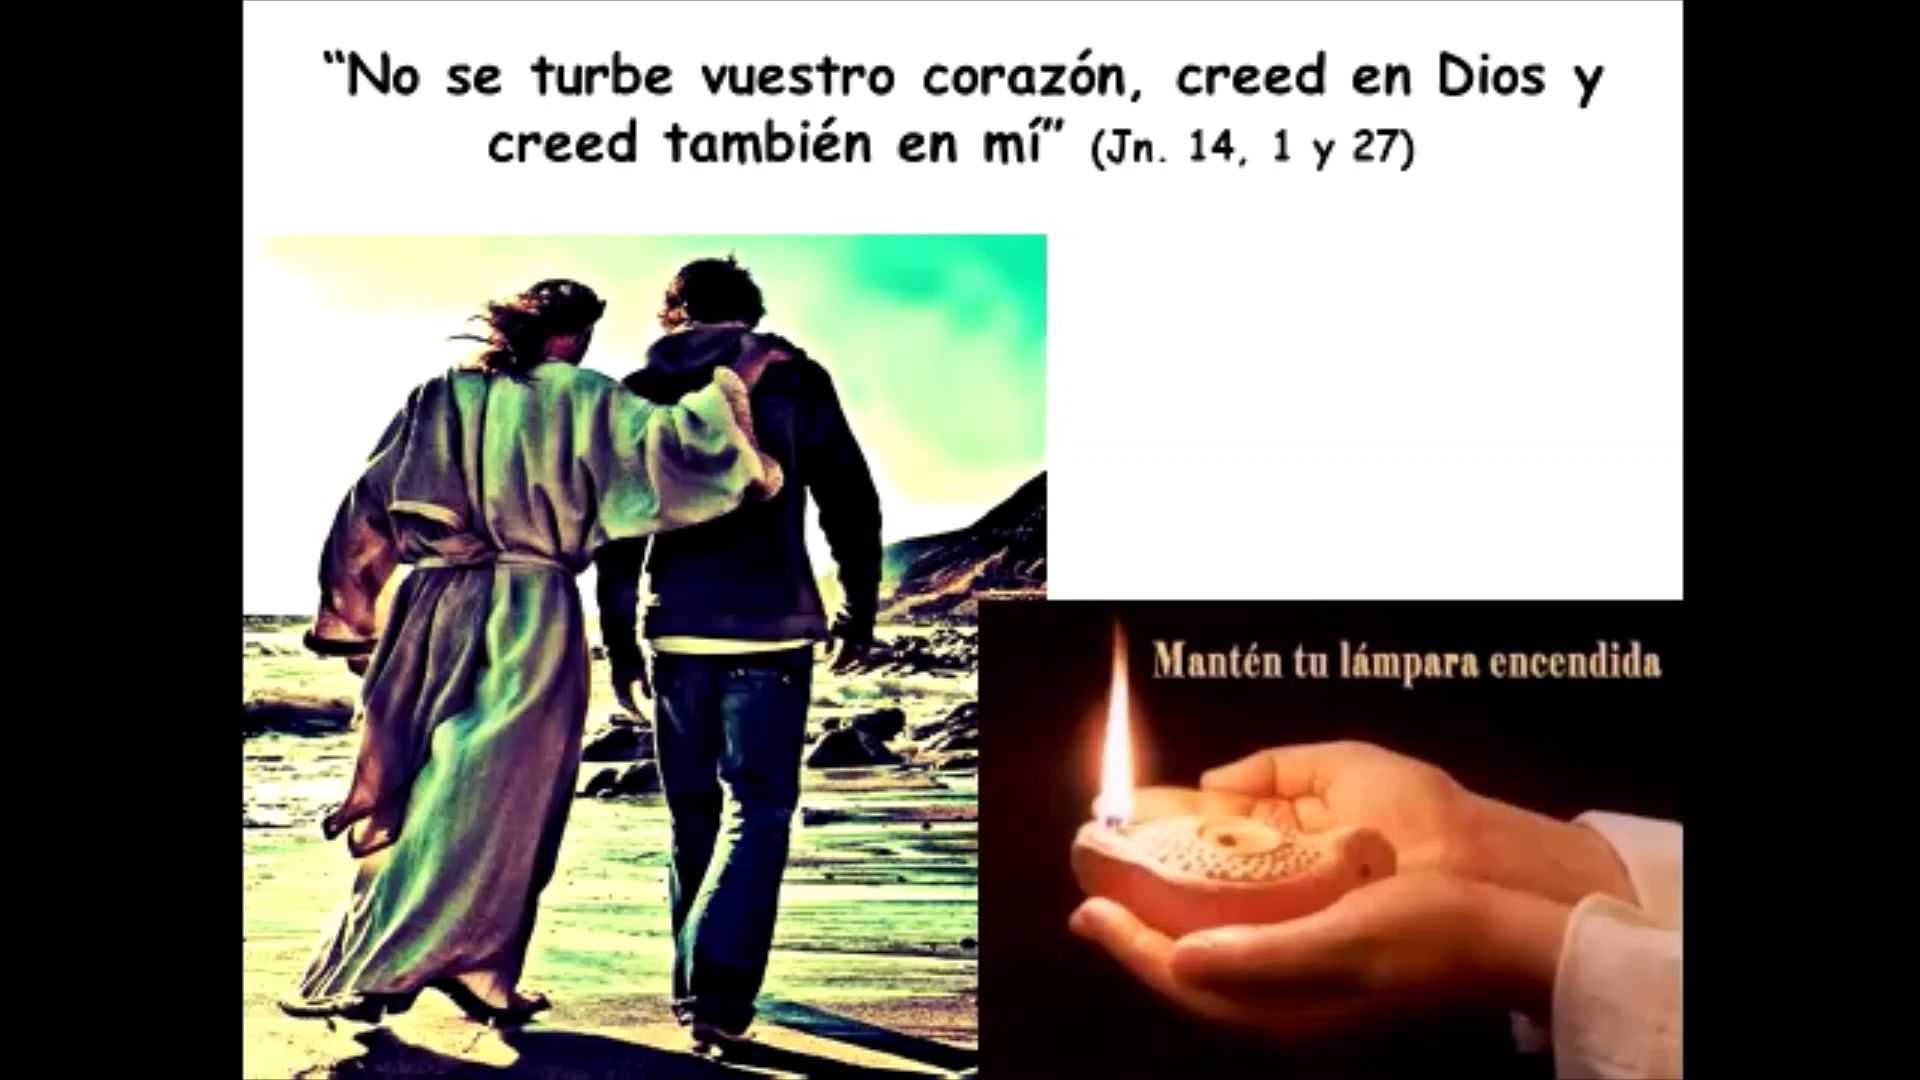 “No se turbe vuestro corazón, creed en Dios y
creed también en mí” (Jn. 14, 1 y 27)
Mantén tu lámpara encendida